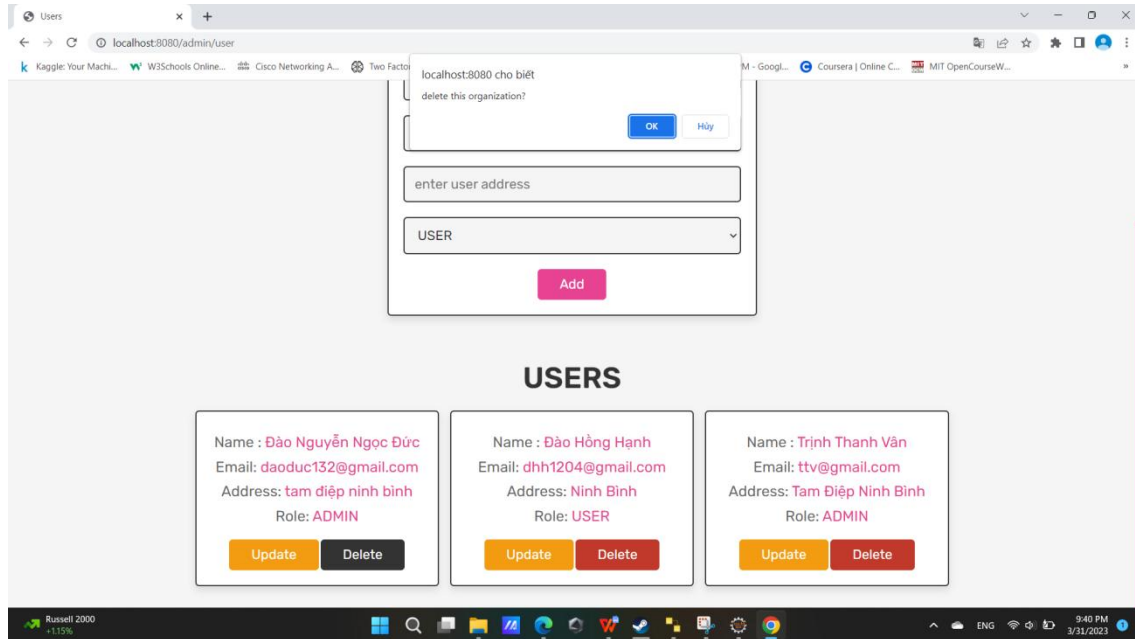 Users
localhost:8080/admin/user
Kaggle: Your Machi...
W3Schools Online...
Cisco Networking A...
Two Facto
M - Googl...
Coursera | Online C...
MIT OpenCourseW...
localhost:8080 cho biết
delete this organization?
OK
Hủy
enter user address
USER
Add
USERS
Name : Đào Nguyễn Ngọc Đức
Email: daoduc132@gmail.com
Address: tam điệp ninh bình
Role: ADMIN
Update
Delete
Name : Đào Hồng Hạnh
Email: dhh1204@gmail.com
Address: Ninh Bình
Role: USER
Update
Delete
Name : Trịnh Thanh Vân
Email: ttv@gmail.com
Address: Tam Điệp Ninh Bình
Role: ADMIN
Update
Delete
Russell 2000
+1.15%
ENG
9:40 PM
3/31/2023